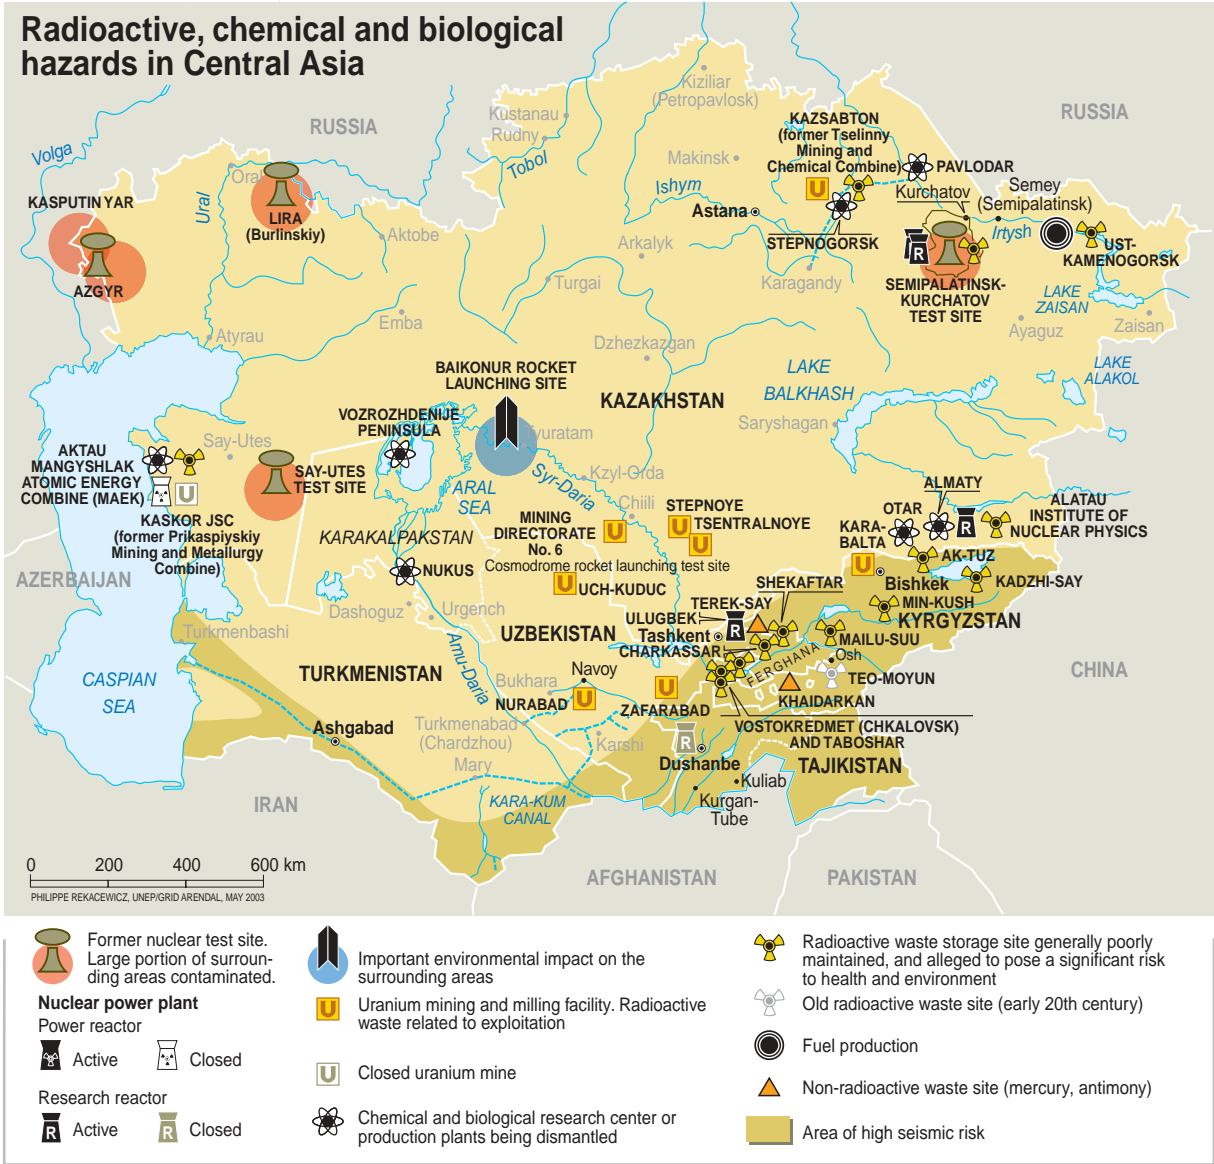 Radioactive, chemical and biological
hazards in Central Asia
RUSSIA
RUSSIA
Volga
Ural
Tobol
Ishym
Irtysh
Kiziliar
(Petropavlosk)
Kustanau
Rudny
Makinsk
Oral
KASPUTIN YAR
AZGYR
LIRA
(Burlinskiy)
Aktobe
KAZSABTON
(former Tselinny
Mining and
Chemical Combine)
PAVLODAR
Kurchatov
Semey
(Semipalatinsk)
Astana
STEPNOGORSK
UST-
KAMENOGORSK
Arkalyk
Karagandy
Turgai
SEMIPALATINSK-
KURCHATOV
TEST SITE
LAKE
ZAISAN
Ayaguz
Zaisan
Emba
Atyrau
Dzhezkazgan
BAIKONUR ROCKET
LAUNCHING SITE
LAKE
BALKHASH
LAKE
ALAKOL
KAZAKHSTAN
Saryshagan
VOZROZHDENIJE
PENINSULA
Tyuratam
AKTAU
MANGYSHLAK
ATOMIC ENERGY
COMBINE (MAEK)
Say-Utes
SAY-UTES
TEST SITE
Syr-Daria
Kzyl-Orda
Chiili
ARAL
SEA
KASKOR JSC
(former Prikaspiyskiy
Mining and Metallurgy
Combine)
MINING
DIRECTORATE
No. 6
STEPNOYE
TSENTRALNOYE
Cosmodrome rocket launching test site
ALMATY
OTAR
ALATAU
INSTITUTE OF
NUCLEAR PHYSICS
KARA-
BALTA
AK-TUZ
Bishkek
KADZHI-SAY
MIN-KUSH
KYRGYZSTAN
KARAKALPAKSTAN
NUKUS
UCH-KUDUC
SHEKAFTAR
TEREK-SAY
ULUGBEK
Tashkent
CHARKASSAR
MAILU-SUU
Osh
FERGHANA
TEO-MOYUN
KHAIDARKAN
AZERBAIJAN
Dashoguz
Urgench
Turkmenbashi
UZBEKISTAN
TURKMENISTAN
Amu-Daria
Bukhara
Navoy
NURABAD
ZAFARABAD
VOSTOKREDMET (CHKALOVSK)
AND TABOSHAR
CHINA
CASPIAN
SEA
Ashgabad
Turkmenabad
(Chardzhou)
Karshi
Mary
Dushanbe
TAJIKISTAN
Kuliab
Kurgan-
Tube
KARA-KUM
CANAL
IRAN
AFGHANISTAN
PAKISTAN
0 200 400 600 km
PHILIPPE REKACEWICZ, UNEP/GRID ARENDAL, MAY 2003
U
U
U
U
U
U
U
U
R
R
R
R
Former nuclear test site.
Large portion of surroun-
ding areas contaminated.
Nuclear power plant
Power reactor
Active
Closed
Research reactor
R
Active
R
Closed
Important environmental impact on the
surrounding areas
U
Uranium mining and milling facility. Radioactive
waste related to exploitation
U
Closed uranium mine
Chemical and biological research center or
production plants being dismantled
Radioactive waste storage site generally poorly
maintained, and alleged to pose a significant risk
to health and environment
Old radioactive waste site (early 20th century)
Fuel production
Non-radioactive waste site (mercury, antimony)
Area of high seismic risk